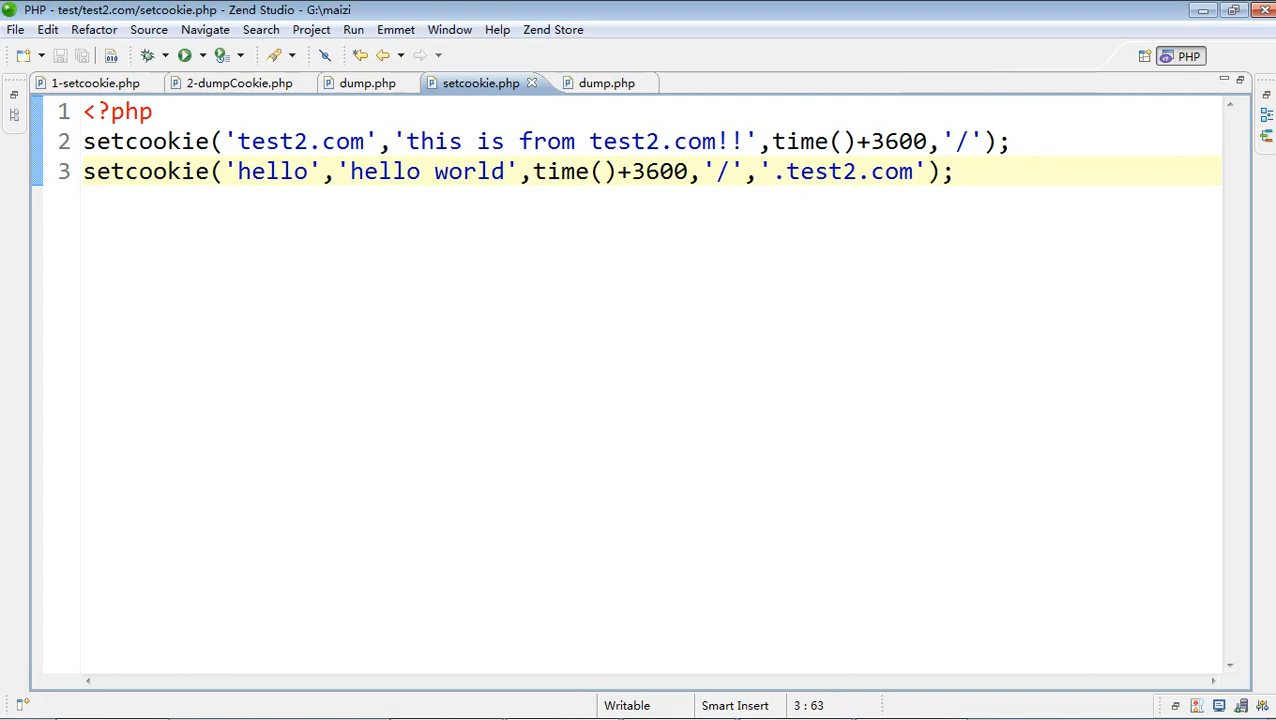 PHP - test/test2.com/setcookie.php - Zend Studio - G:\maizi
File Edit Refactor Source Navigate Search Project Run Emmet Window Help Zend Store
PHP
1-setcookie.php 2-dumpCookie.php dump.php setcookie.php dump.php
1 <?php
2 setcookie('test2.com','this is from test2.com!!',time()+3600,'/');
3 setcookie('hello','hello world',time()+3600,'/','.test2.com');
Writable Smart Insert 3 : 63